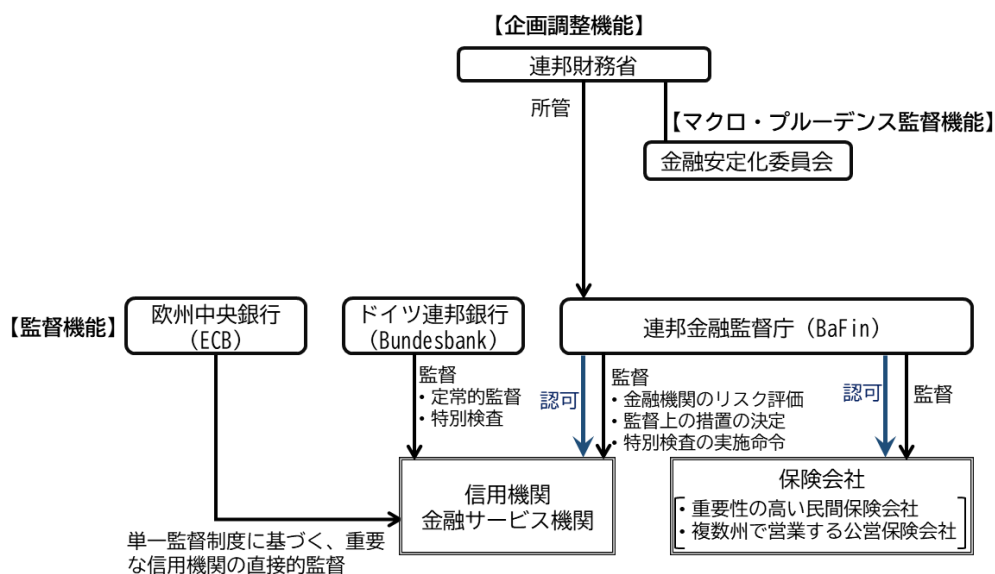 【企画調整機能】
連邦財務省
所管
【マクロ・プルーデンス監督機能】
金融安定化委員会
【監督機能】
欧州中央銀行
（ECB）
ドイツ連邦銀行
（Bundesbank）
連邦金融監督庁（BaFin）
監督
・定常的監督
・特別検査
認可
監督
・金融機関のリスク評価
・監督上の措置の決定
・特別検査の実施命令
認可
監督
信用機関
金融サービス機関
保険会社
・重要性の高い民間保険会社
・複数州で営業する公営保険会社
単一監督制度に基づく、重要
な信用機関の直接的監督